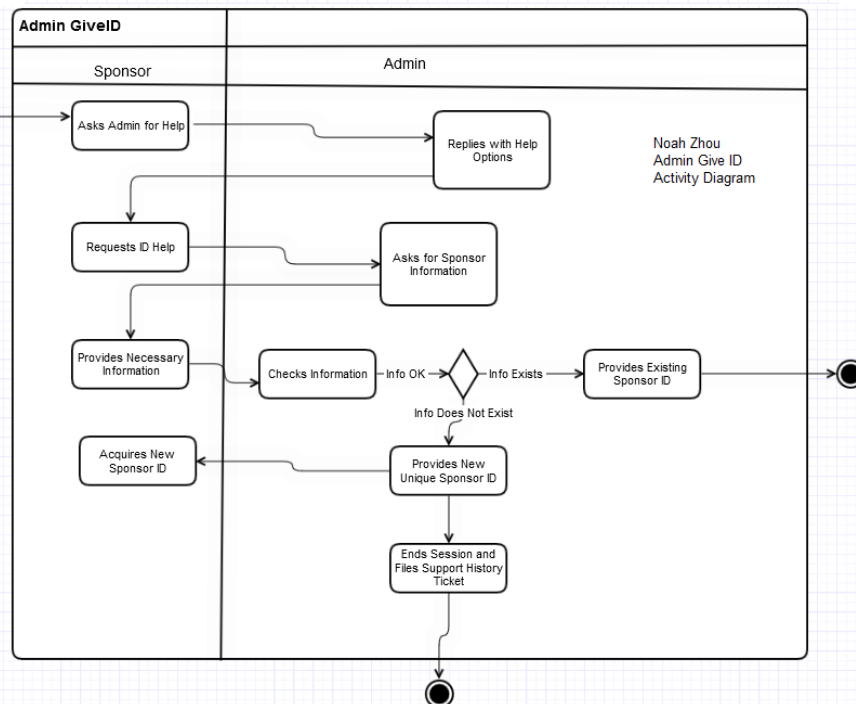 Admin GiveID
Sponsor
Admin
Asks Admin for Help
Replies with Help
Options
Noah Zhou
Admin Give ID
Activity Diagram
Requests ID Help
Asks for Sponsor
Information
Provides Necessary
Information
Checks Information
Info OK
Info Exists
Provides Existing
Sponsor ID
Info Does Not Exist
Acquires New
Sponsor ID
Provides New
Unique Sponsor ID
Ends Session and
Files Support History
Ticket